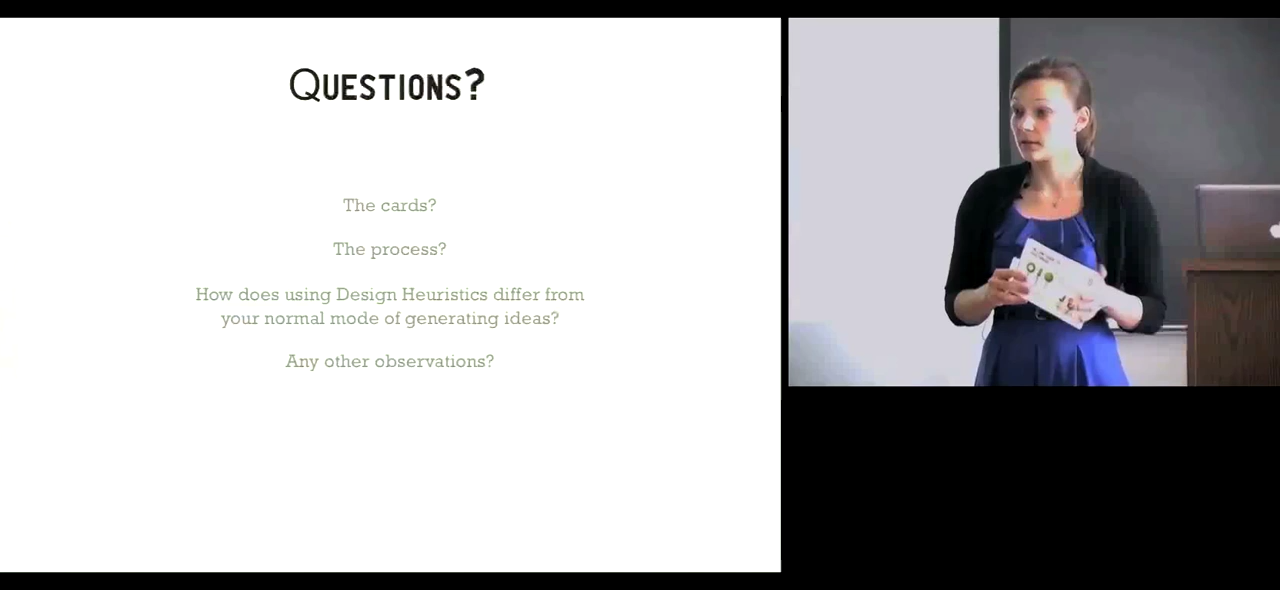 Questions?
The cards?
The process?
How does using Design Heuristics differ from
your normal mode of generating ideas?
Any other observations?